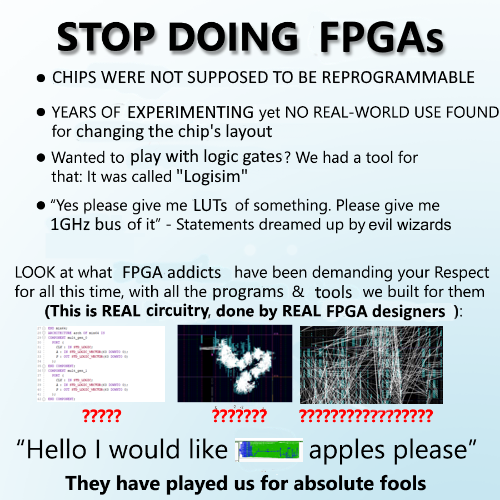 STOP DOING FPGAs
● CHIPS WERE NOT SUPPOSED TO BE REPROGRAMMABLE
● YEARS OF EXPERIMENTING yet NO REAL-WORLD USE FOUND
for changing the chip's layout
● Wanted to play with logic gates? We had a tool for
that: It was called "Logisim"
● “Yes please give me LUTs of something. Please give me
1GHz bus of it” - Statements dreamed up by evil wizards
LOOK at what FPGA addicts have been demanding your Respect
for all this time, with all the programs & tools we built for them
(This is REAL circuitry, done by REAL FPGA designers ):
?????
???????
?????????????????
“Hello I would like apples please”
They have played us for absolute fools